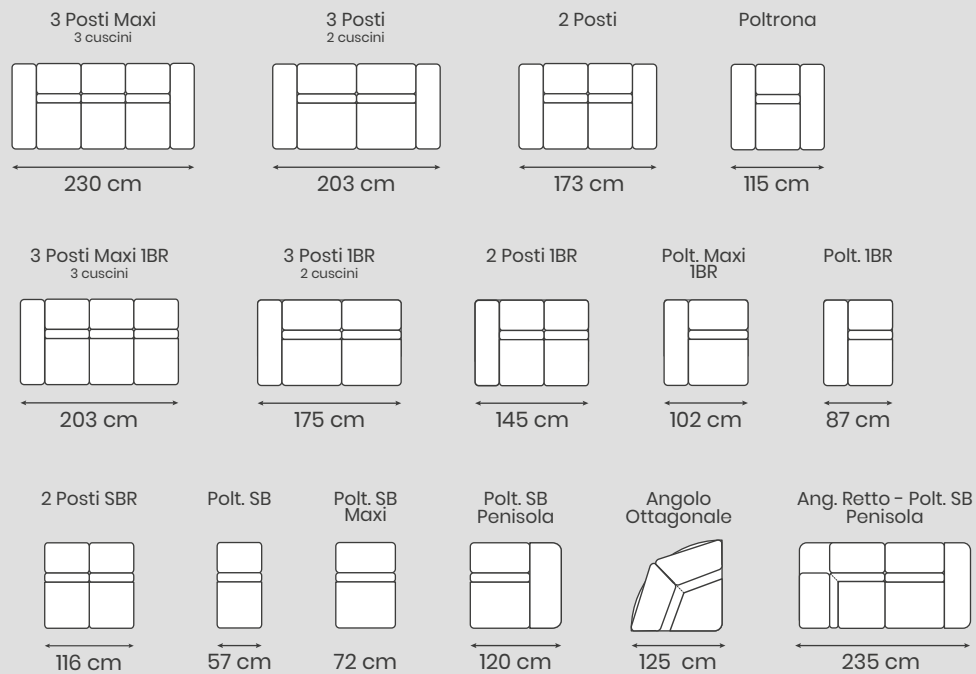 3 Posti Maxi
3 cuscini
3 Posti
2 cuscini
2 Posti
Poltrona
230 cm
203 cm
173 cm
115 cm
3 Posti Maxi 1BR
3 cuscini
3 Posti 1BR
2 cuscini
2 Posti 1BR
Polt. Maxi
1BR
Polt. 1BR
203 cm
175 cm
145 cm
102 cm
87 cm
2 Posti SBR
Polt. SB
Polt. SB
Maxi
Polt. SB
Penisola
Angolo
Ottagonale
Ang. Retto - Polt. SB
Penisola
116 cm
57 cm
72 cm
120 cm
125 cm
235 cm